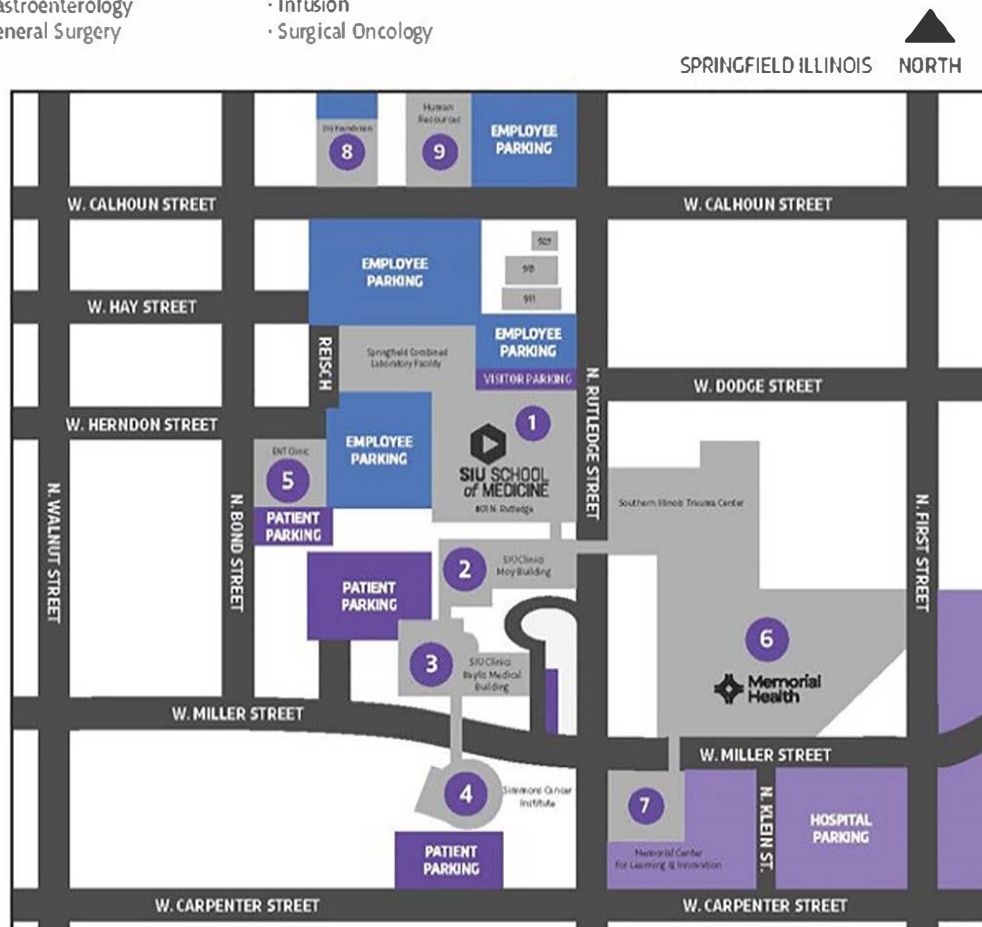 astroenterology
eneral Surgery
· Infusion
· Surgical Oncology
SPRINGFIELD ILLINOIS NORTH
SIU Foundation
8
Human
Resources
9
EMPLOYEE
PARKING
W. CALHOUN STREET
W. CALHOUN STREET
EMPLOYEE
PARKING
911
W. HAY STREET
REISCH
Springfield Combined
Laboratory Facility
EMPLOYEE
PARKING
VISITOR PARKING
N. RUTLEDGE STREET
W. DODGE STREET
W. HERNDON STREET
EMPLOYEE
PARKING
1
SIU SCHOOL
of MEDICINE
801 N. Rutledge
ENT Clinic
5
PATIENT
PARKING
N. WALNUT STREET
N. BOND STREET
Southern Illinois Trauma Center
N. FIRST STREET
2
SIU Clinics
Moy Building
PATIENT
PARKING
3
SIU Clinics
Baylis Medical
Building
6
Memorial
Health
W. MILLER STREET
W. MILLER STREET
4
Simmons Cancer
Institute
7
Memorial Center
for Learning & Innovation
N. KLEIN ST.
HOSPITAL
PARKING
PATIENT
PARKING
W. CARPENTER STREET
W. CARPENTER STREET